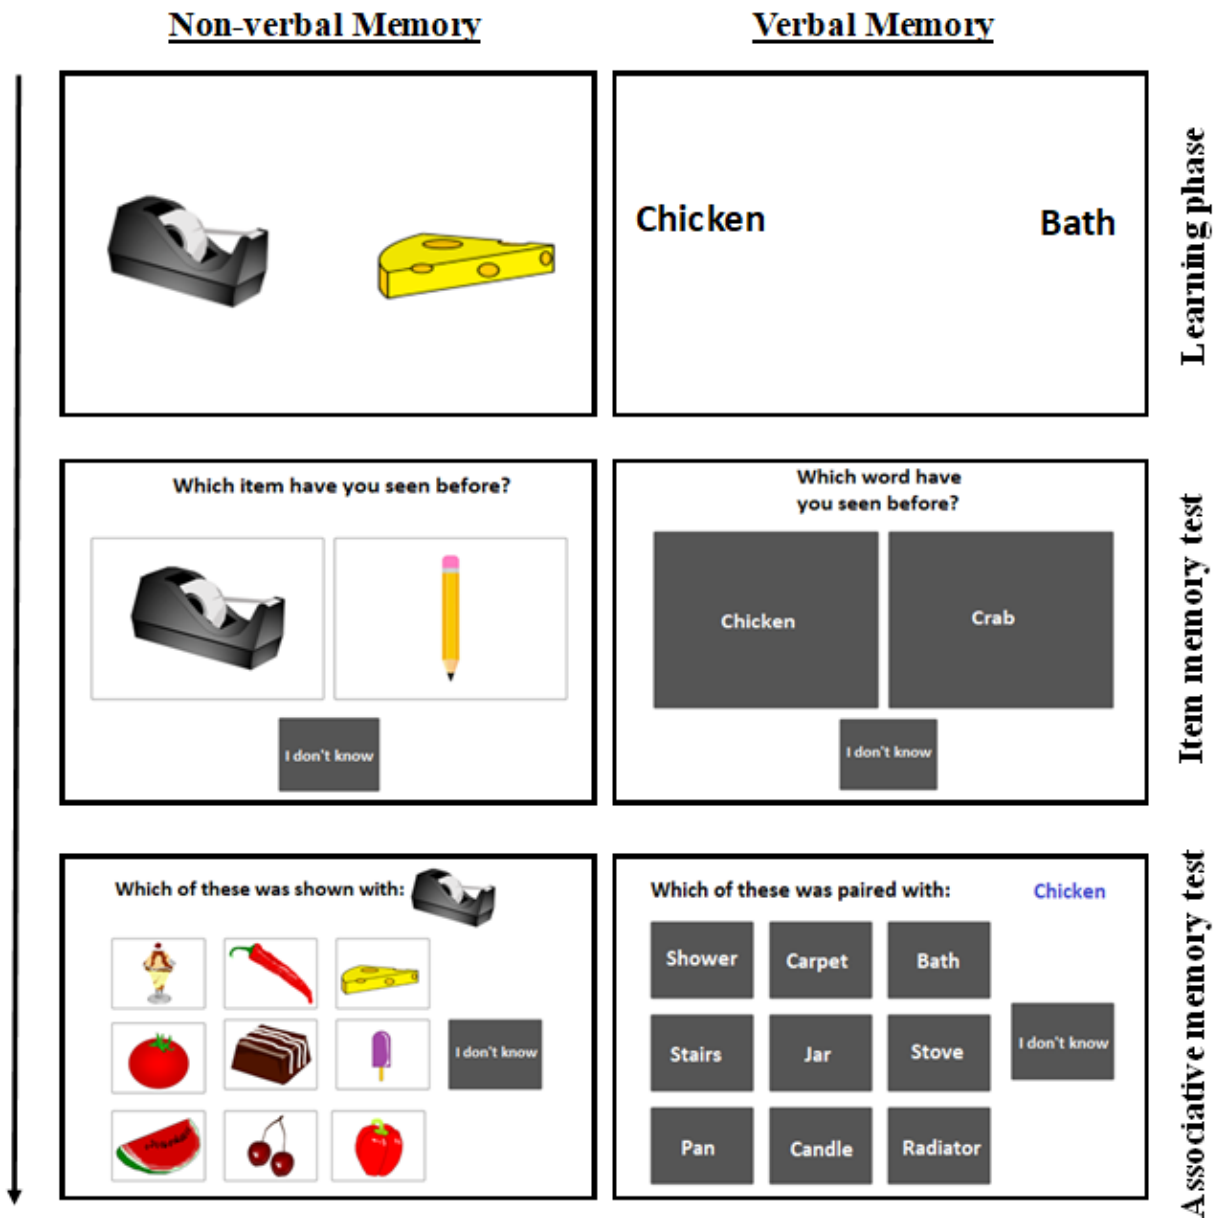 Non-verbal Memory
Verbal Memory
Chicken
Bath
Learning phase
Which item have you seen before?
I don't know
Which word have
you seen before?
Chicken
Crab
I don't know
Item memory test
Which of these was shown with:
I don't know
Which of these was paired with:
Chicken
Shower
Carpet
Bath
Stairs
Jar
Stove
I don't know
Pan
Candle
Radiator
Associative memory test